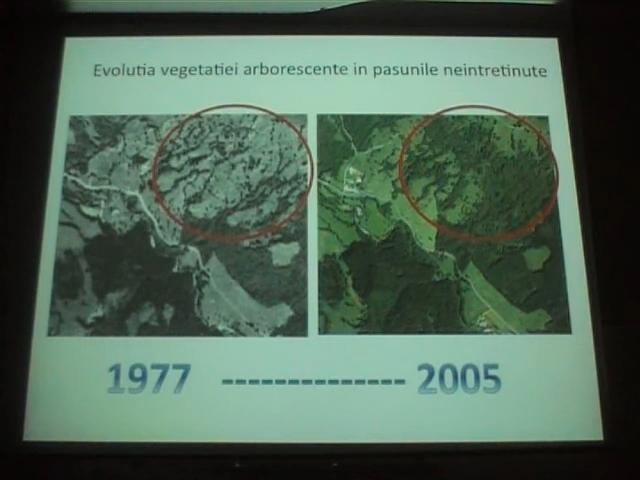 Evolutia vegetatiei arborescente in pasunile neintretinute
1977 -------------- 2005